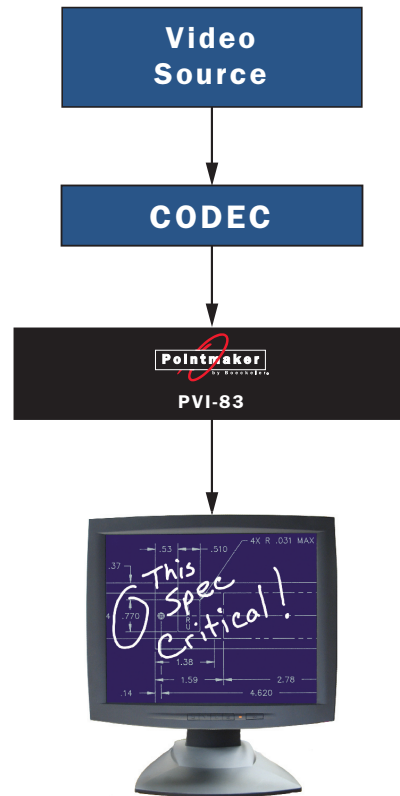 Video
Source
CODEC
Pointmaker
by Boeckeler®
PVI-83
4X R .031 MAX
.53
.510
.37
This
Spec
Critical!
4
.770
R
U
1.38
1.59
2.78
.14
4.620